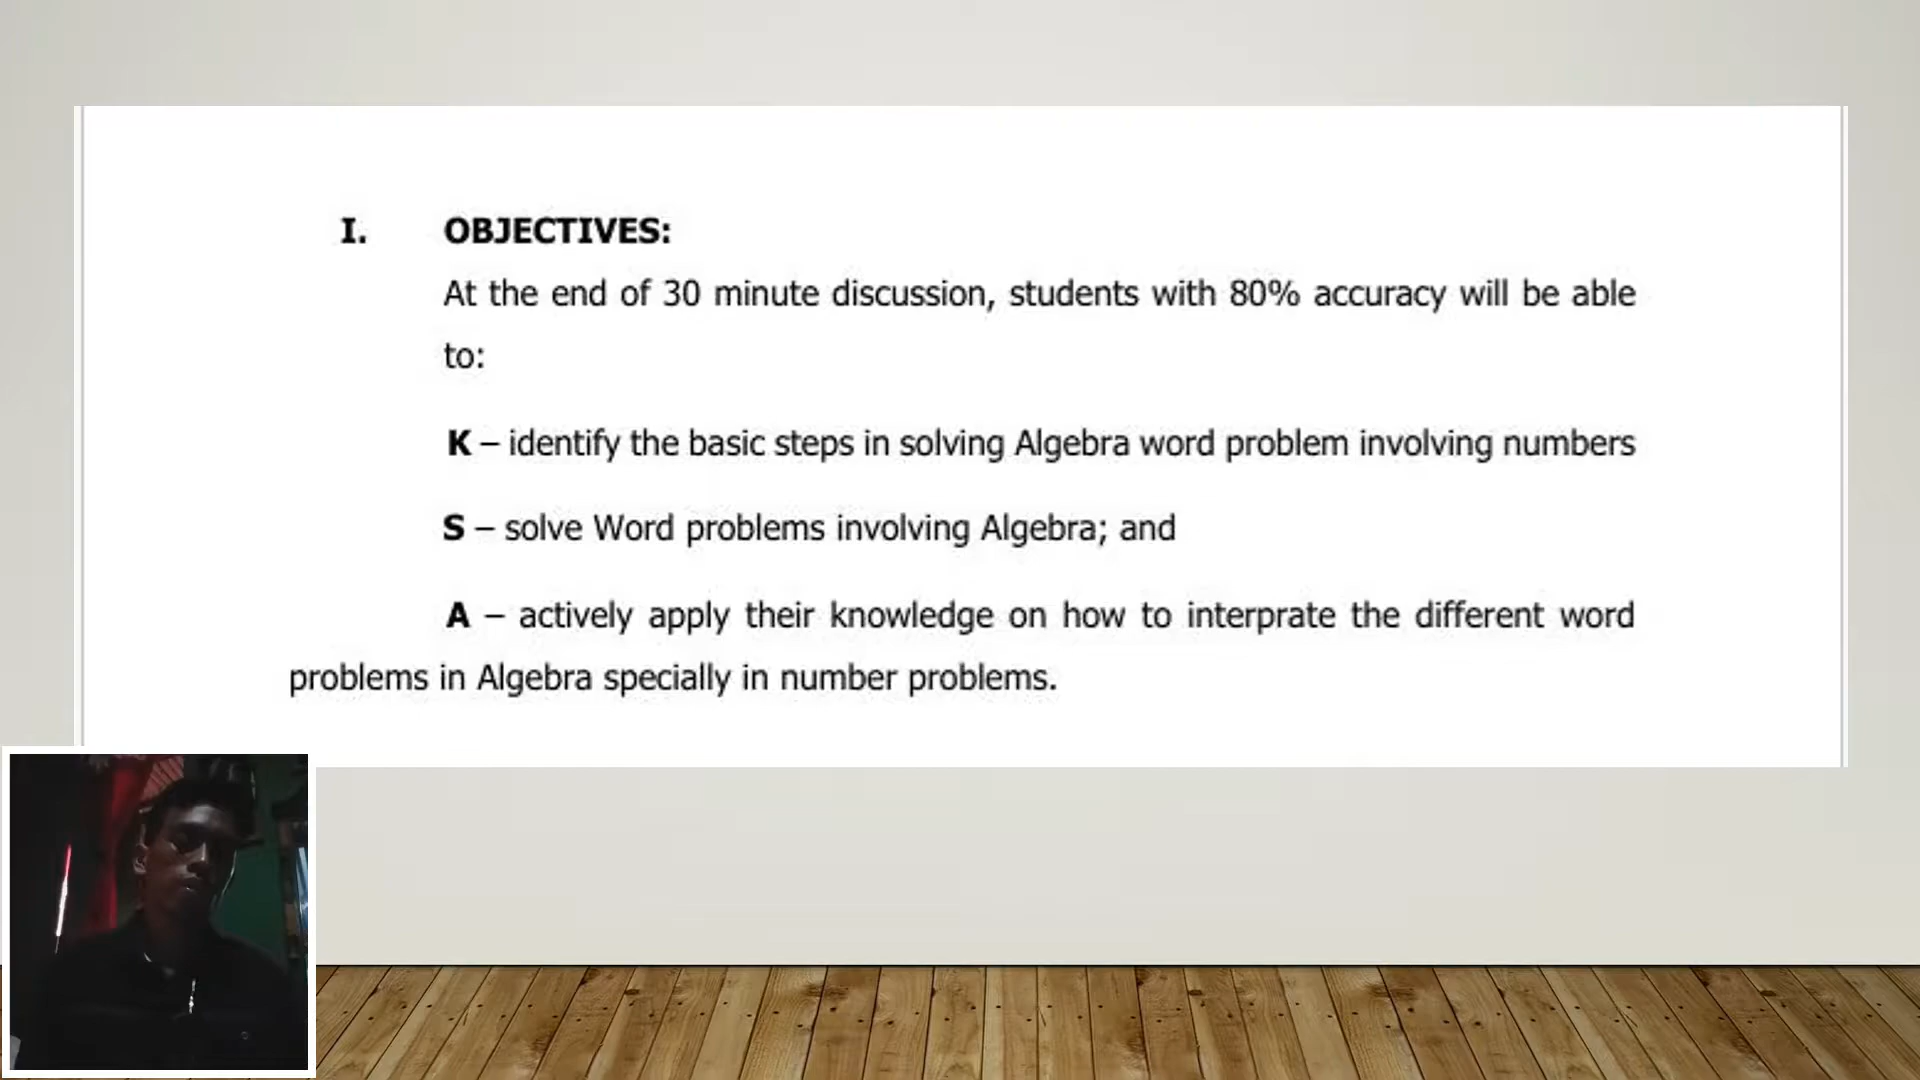 I. OBJECTIVES:
At the end of 30 minute discussion, students with 80% accuracy will be able
to:
K – identify the basic steps in solving Algebra word problem involving numbers
S – solve Word problems involving Algebra; and
A – actively apply their knowledge on how to interprate the different word
problems in Algebra specially in number problems.